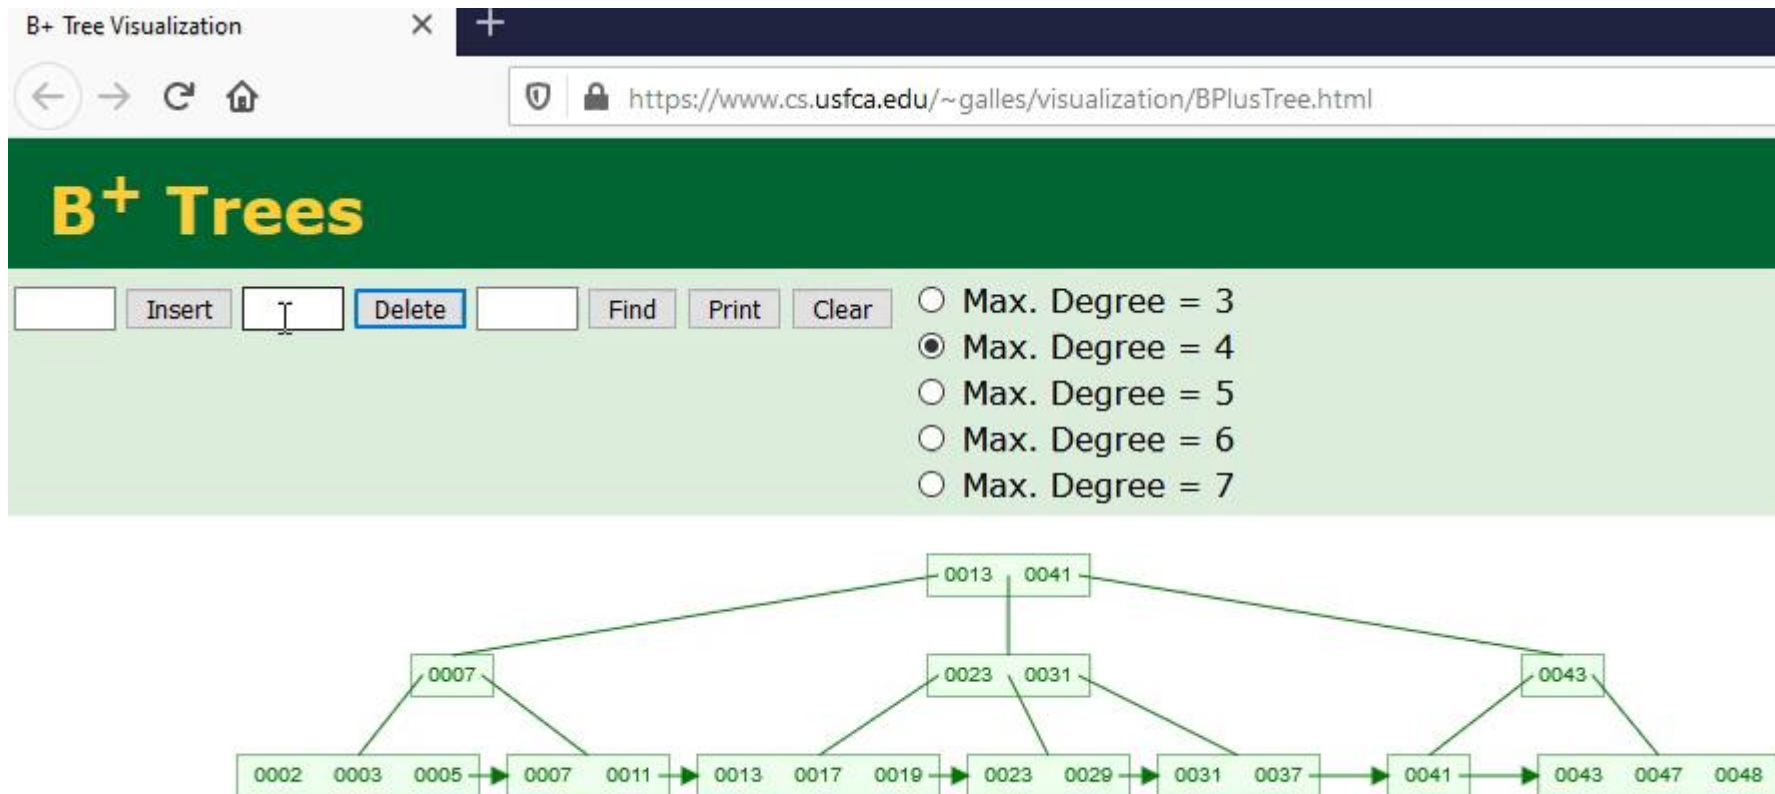 B+ Tree Visualization
https://www.cs.usfca.edu/~galles/visualization/BPlusTree.html
B+ Trees
Insert Delete Find Print Clear
Max. Degree = 3
Max. Degree = 4
Max. Degree = 5
Max. Degree = 6
Max. Degree = 7
0013 0041
0007 0023 0031 0043
0002 0003 0005 0007 0011 0013 0017 0019 0023 0029 0031 0037 0041 0043 0047 0048